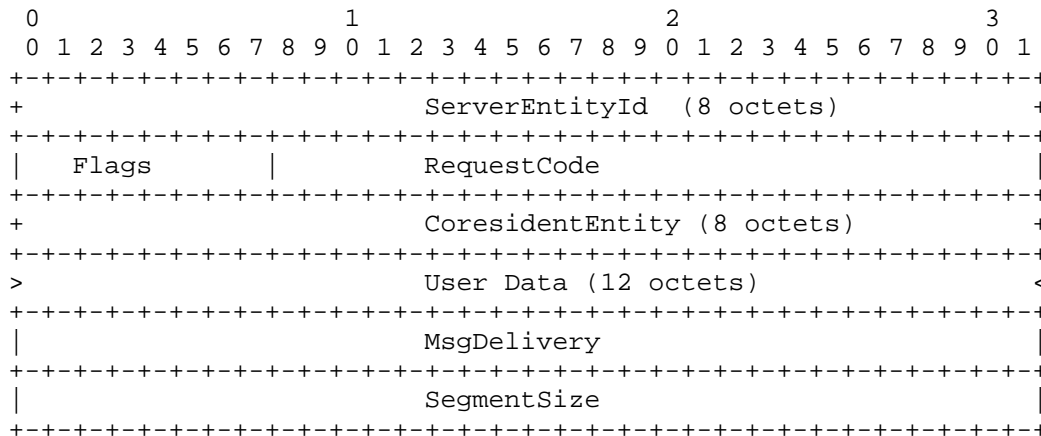 0                   1                   2                   3
 0 1 2 3 4 5 6 7 8 9 0 1 2 3 4 5 6 7 8 9 0 1 2 3 4 5 6 7 8 9 0 1
+-+-+-+-+-+-+-+-+-+-+-+-+-+-+-+-+-+-+-+-+-+-+-+-+-+-+-+-+-+-+-+-+
+                         ServerEntityId  (8 octets)            +
+-+-+-+-+-+-+-+-+-+-+-+-+-+-+-+-+-+-+-+-+-+-+-+-+-+-+-+-+-+-+-+-+
|   Flags       |         RequestCode                           |
+-+-+-+-+-+-+-+-+-+-+-+-+-+-+-+-+-+-+-+-+-+-+-+-+-+-+-+-+-+-+-+-+
+                         CoresidentEntity (8 octets)           +
+-+-+-+-+-+-+-+-+-+-+-+-+-+-+-+-+-+-+-+-+-+-+-+-+-+-+-+-+-+-+-+-+
>                         User Data (12 octets)                 <
+-+-+-+-+-+-+-+-+-+-+-+-+-+-+-+-+-+-+-+-+-+-+-+-+-+-+-+-+-+-+-+-+
|                         MsgDelivery                           |
+-+-+-+-+-+-+-+-+-+-+-+-+-+-+-+-+-+-+-+-+-+-+-+-+-+-+-+-+-+-+-+-+
|                         SegmentSize                           |
+-+-+-+-+-+-+-+-+-+-+-+-+-+-+-+-+-+-+-+-+-+-+-+-+-+-+-+-+-+-+-+-+